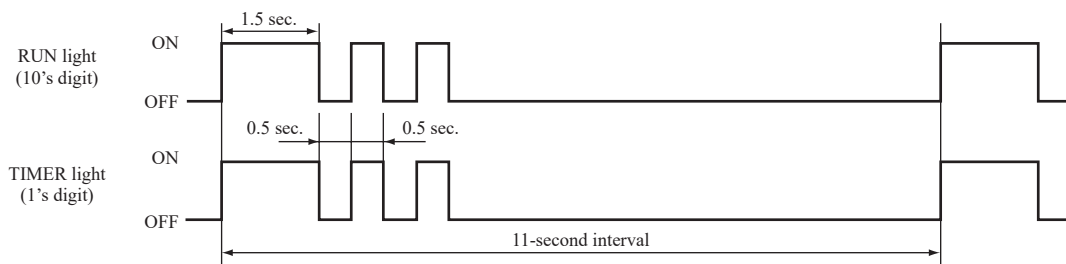 1.5 sec.
RUN light
(10’s digit)
ON
OFF
0.5 sec.
0.5 sec.
TIMER light
(1’s digit)
ON
OFF
11-second interval